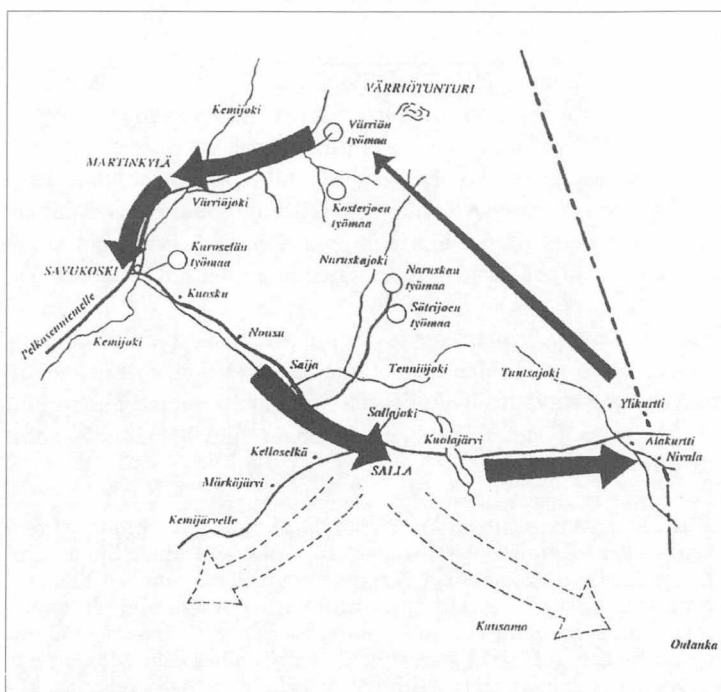 VÄRRIÖTUNTURI
Kemijoki
Värriön
työmaa
MARTINKYLÄ
Värriöjoki
Kosterjoen
työmaa
Karuselän
työmaa
Naruskajoki
Naruskan
työmaa
SAVUKOSKI
Kuosku
Sätrijoen
työmaa
Pelkosenniemelle
Kemijoki
Nousu
Saija
Tenniöjoki
Tuntsajoki
Sallajoki
Ylikurtti
Kuolajärvi
Alakurtti
Kelloselkä
Nivala
SALLA
Märkäjärvi
Kemijärvelle
Kuusamo
Oulanka